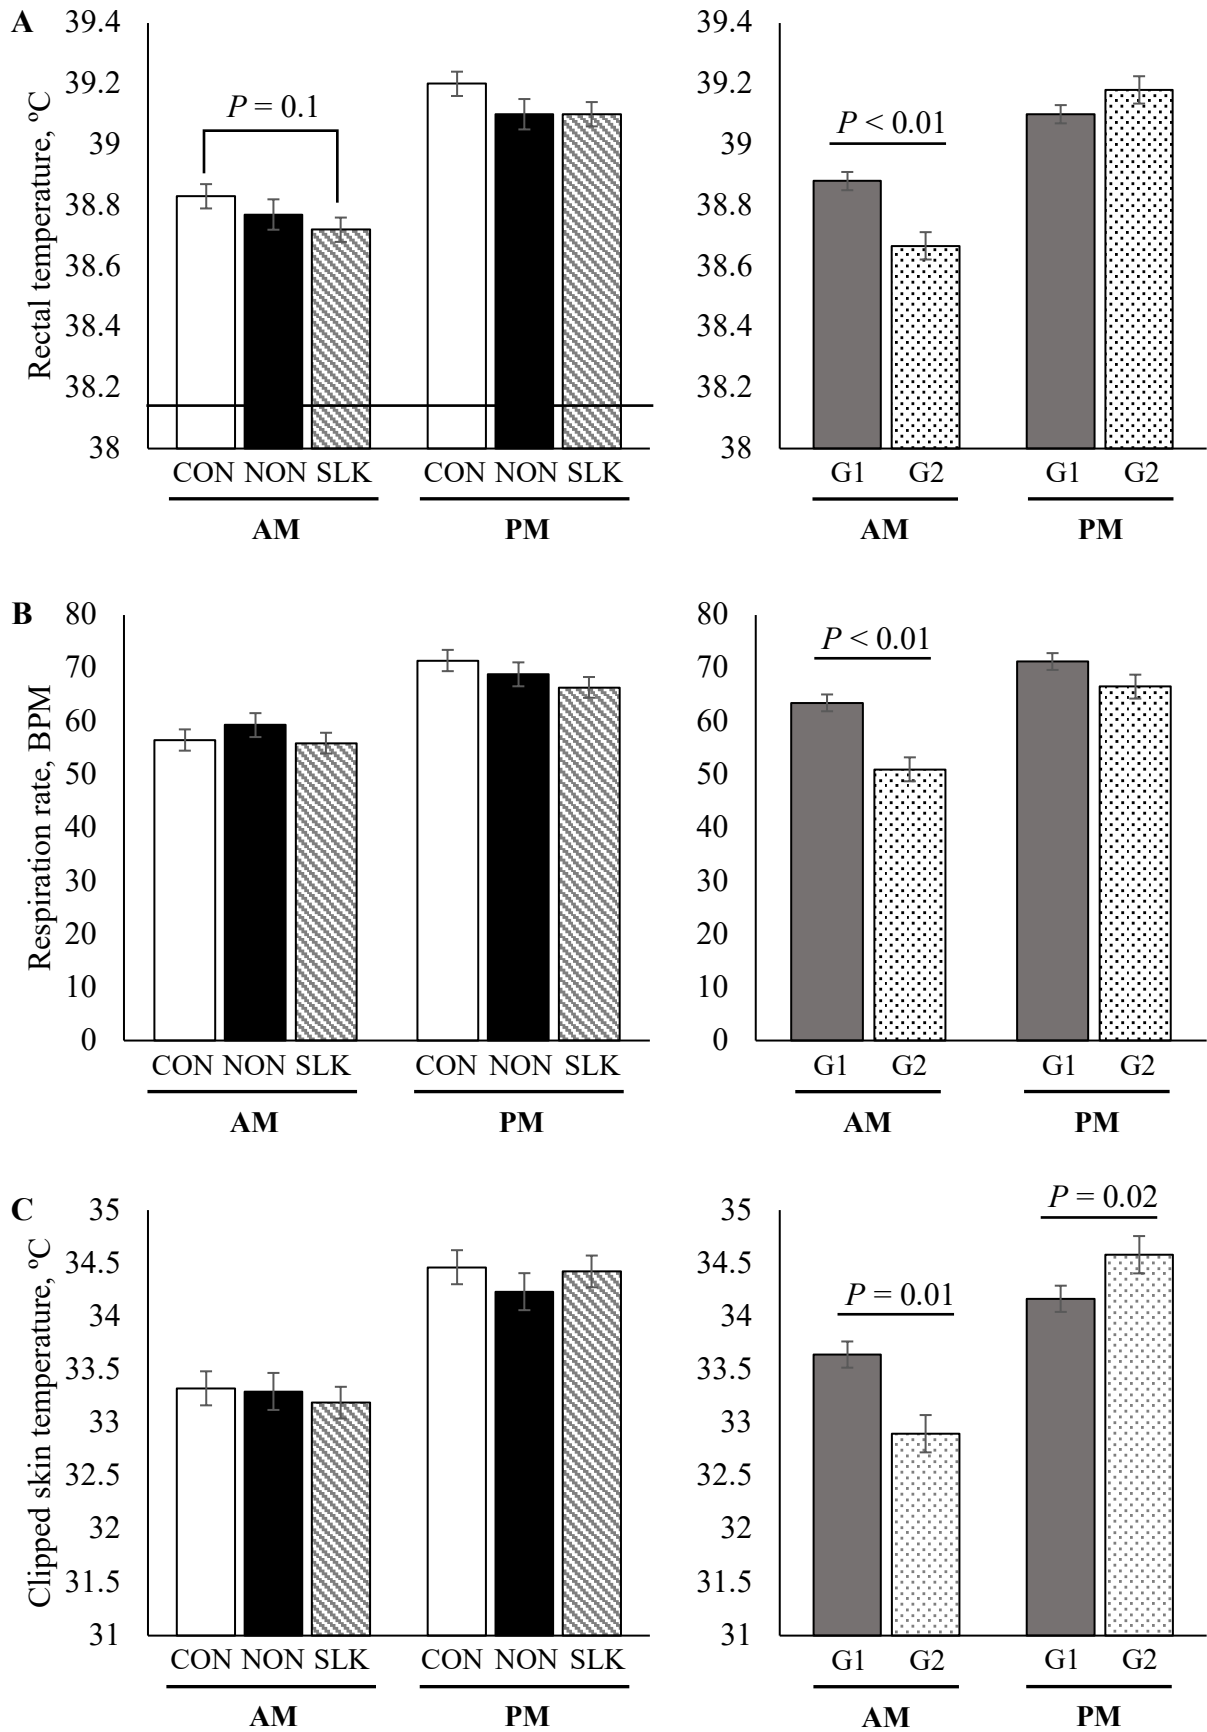 A
Rectal temperature, ºC
39.4
39.2
39
38.8
38.6
38.4
38.2
38
P = 0.1
CON NON SLK
AM
CON NON SLK
PM
39.4
39.2
39
38.8
38.6
38.4
38.2
38
P < 0.01
G1 G2
AM
G1 G2
PM
B
Respiration rate, BPM
80
70
60
50
40
30
20
10
0
CON NON SLK
AM
CON NON SLK
PM
80
70
60
50
40
30
20
10
0
P < 0.01
G1 G2
AM
G1 G2
PM
C
Clipped skin temperature, ºC
35
34.5
34
33.5
33
32.5
32
31.5
31
CON NON SLK
AM
CON NON SLK
PM
35
34.5
34
33.5
33
32.5
32
31.5
31
P = 0.01
P = 0.02
G1 G2
AM
G1 G2
PM